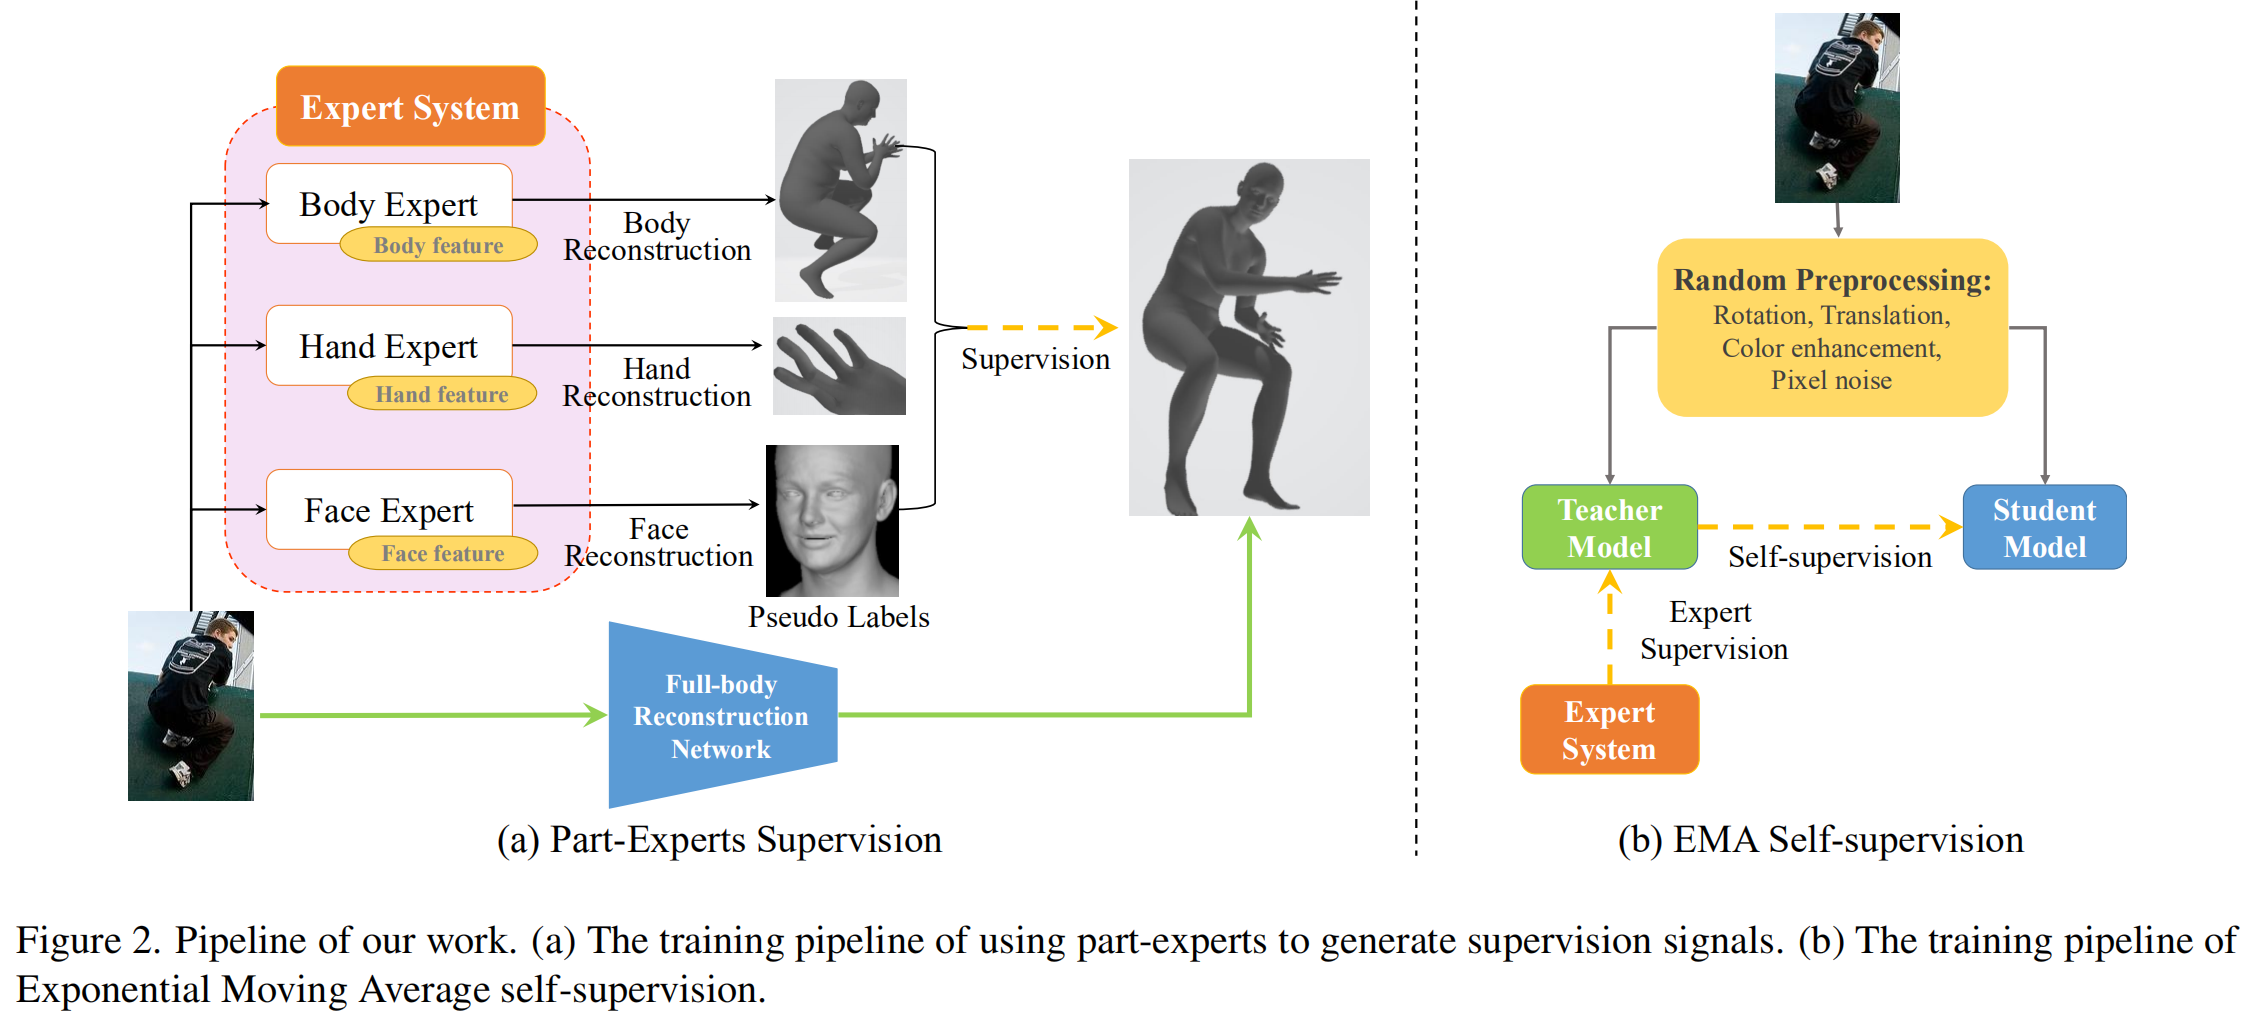 Expert System
Body Expert
Body feature
Body
Reconstruction
Hand Expert
Hand feature
Hand
Reconstruction
Face Expert
Face feature
Face
Reconstruction
Pseudo Labels
Supervision
Full-body
Reconstruction
Network
(a) Part-Experts Supervision
Random Preprocessing:
Rotation, Translation,
Color enhancement,
Pixel noise
Teacher
Model
Self-supervision
Student
Model
Expert
Supervision
Expert
System
(b) EMA Self-supervision
Figure 2. Pipeline of our work. (a) The training pipeline of using part-experts to generate supervision signals. (b) The training pipeline of
Exponential Moving Average self-supervision.